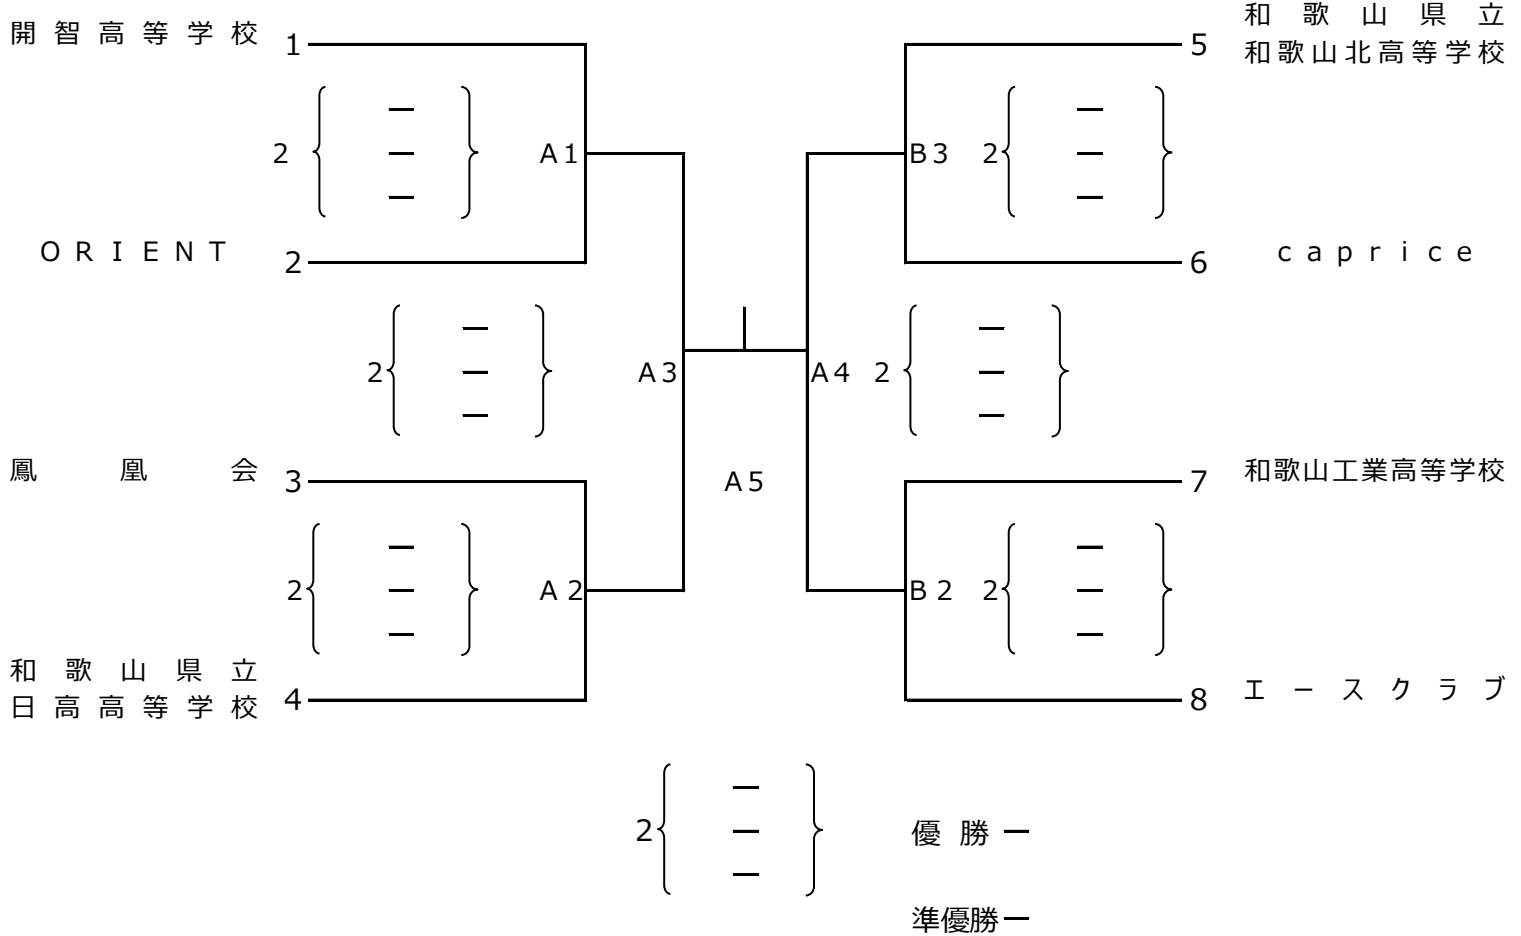 開智高等学校 1
和歌山県立
和歌山北高等学校 5
2 { ー ー ー } A1
B3 2 { ー ー ー }
ORIENT 2
6 caprice
2 { ー ー ー } A3
A4 2 { ー ー ー }
鳳凰会 3
A5
7 和歌山工業高等学校
2 { ー ー ー } A2
B2 2 { ー ー ー }
和歌山県立
日高高等学校 4
8 エースクラブ
2 { ー ー ー }
優勝ー
準優勝ー